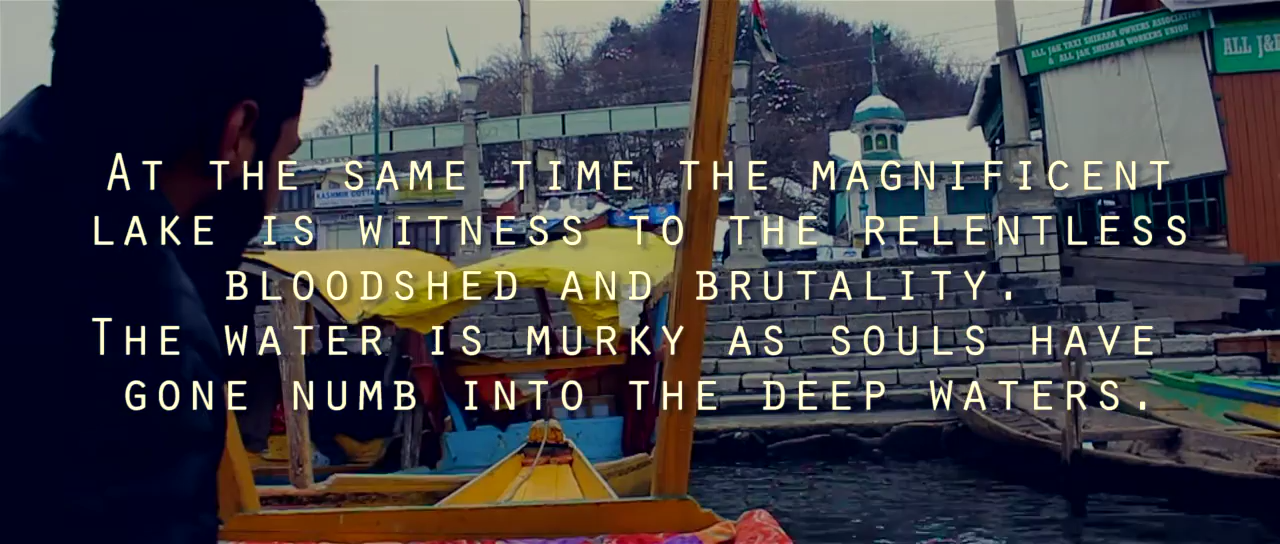 ALL J&K TAXI SHIKARA OWNERS ASSOCIATION
& ALL J&K SHIKARA WORKERS UNION
ALL J&K
KASHMIR
At the same time the magnificent
lake is witness to the relentless
bloodshed and brutality.
The water is murky as souls have
gone numb into the deep waters.